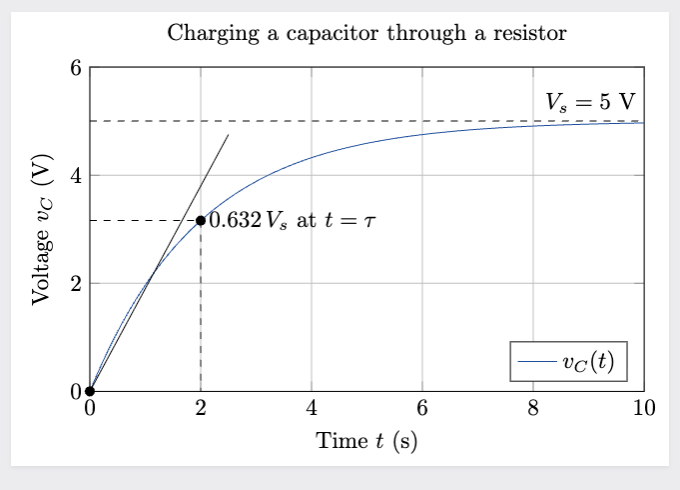 Charging a capacitor through a resistor
6
V_s = 5 V
4
Voltage v_C (V)
0.632 V_s at t = τ
2
v_C(t)
0
0 2 4 6 8 10
Time t (s)